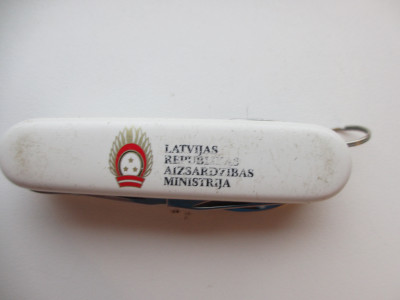 LATVIJAS
REPUBLIKAS
AIZSARDZĪBAS
MINISTRIJA